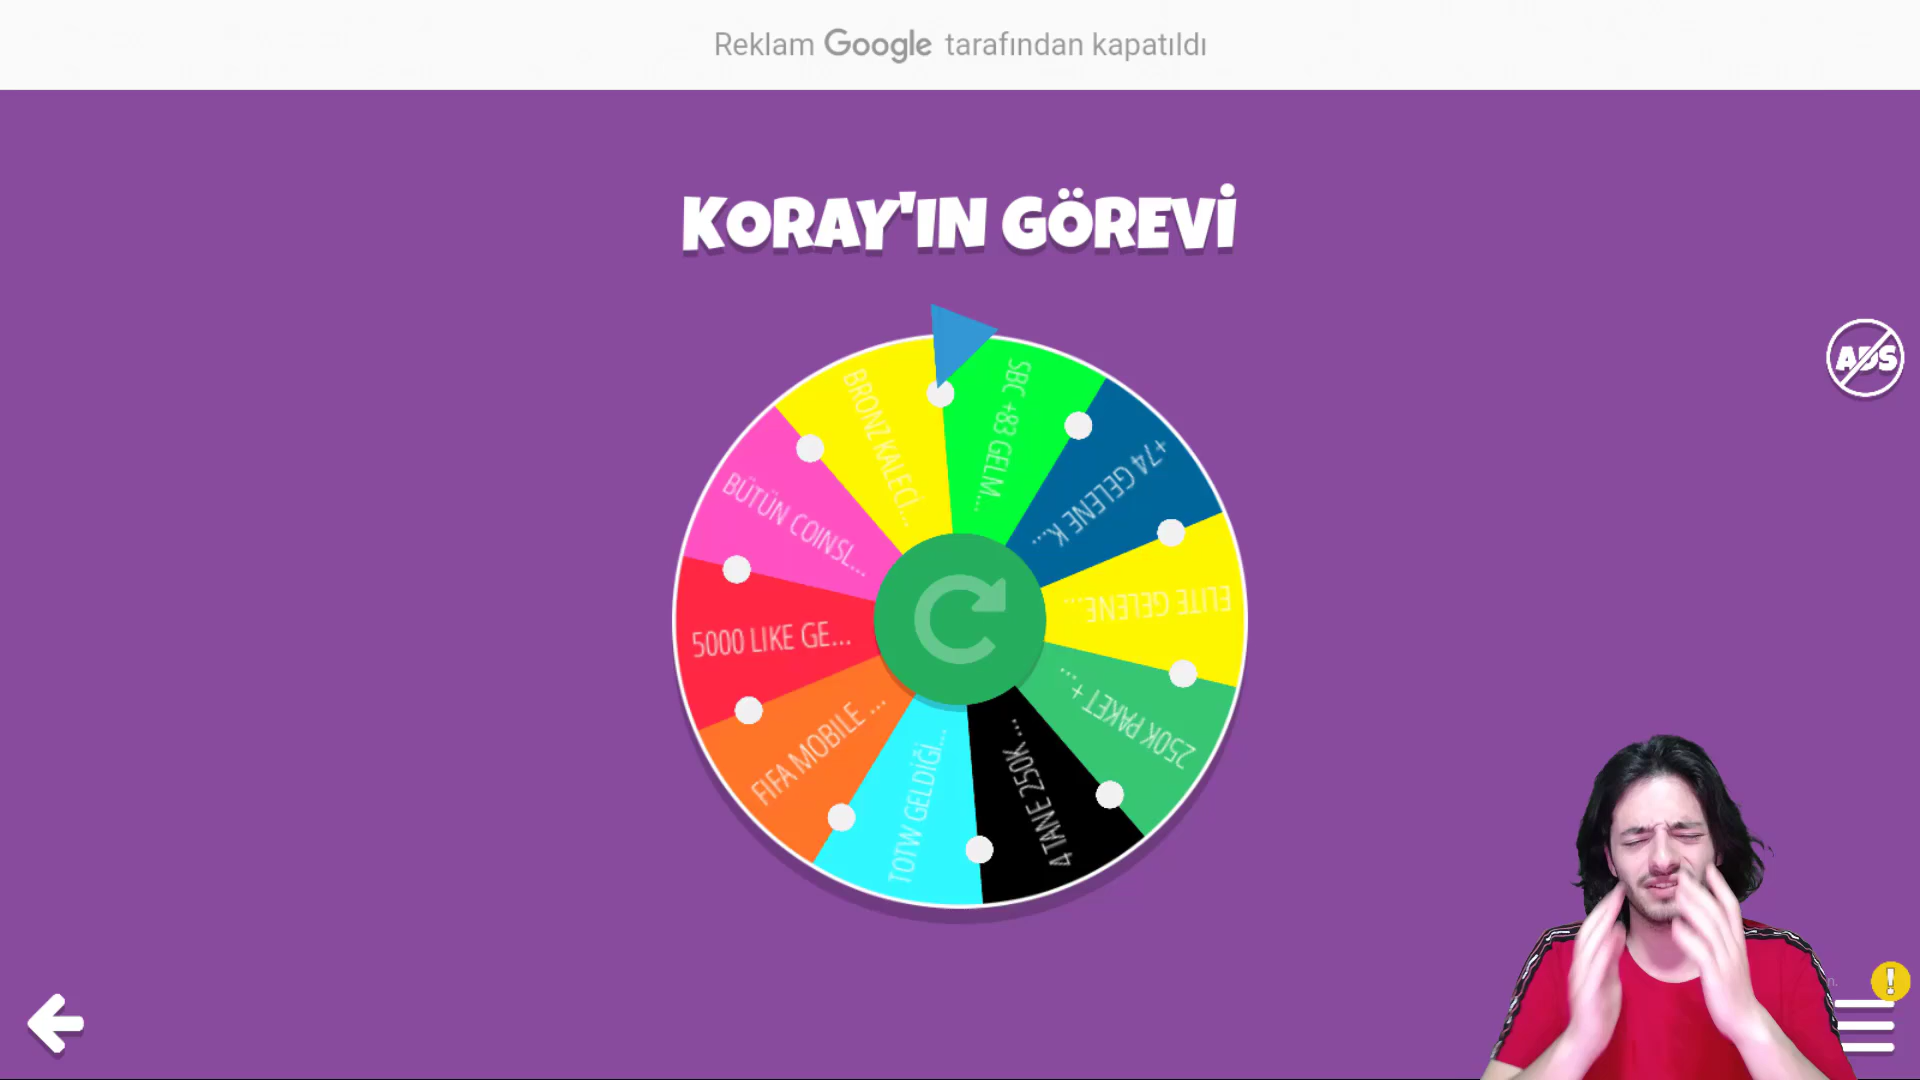 Reklam Google tarafından kapatıldı
KORAY'IN GÖREVİ
ADS
SBC +83 GELM...
+74 GELENE K...
ELITE GELENE...
250K PAKET +...
4 TANE 250K ...
TOTW GELDİĞİ...
FIFA MOBILE ...
5000 LIKE GE...
BÜTÜN COINSL...
BRONZ KALECİ...